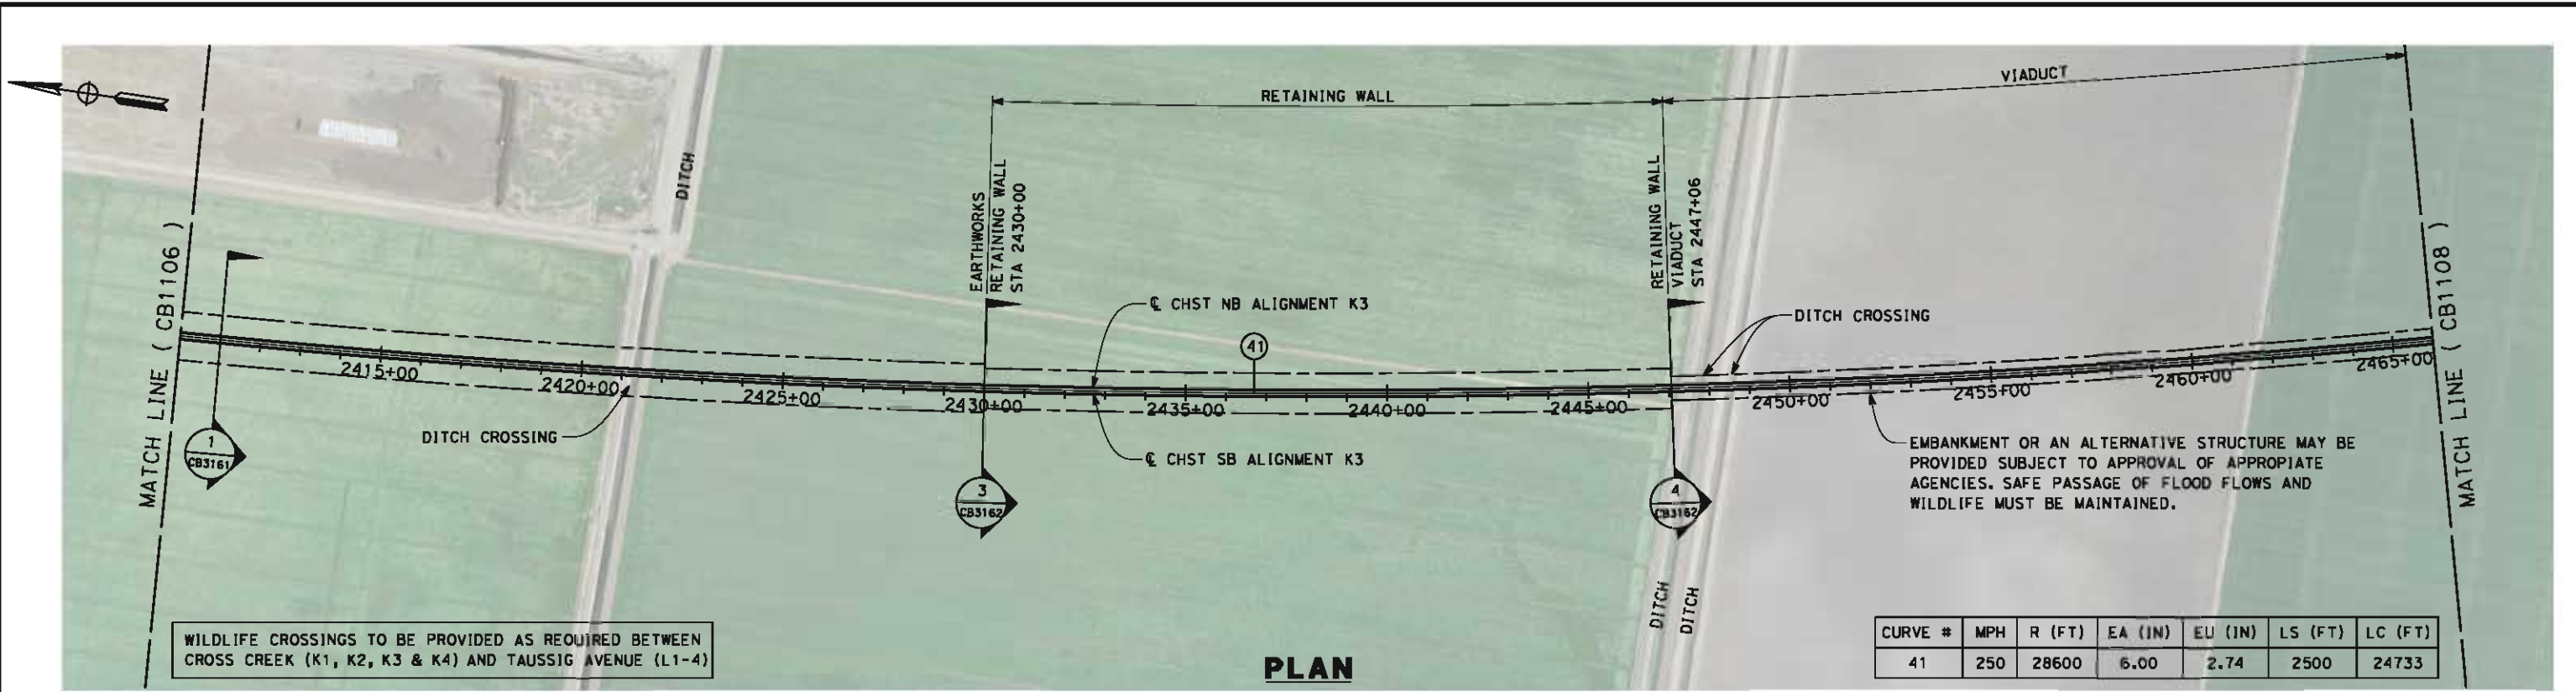 VIADUCT
RETAINING WALL
DITCH
EARTHWORKS
RETAINING WALL
STA 2430+00
RETAINING WALL
VIADUCT
STA 2447+06
MATCH LINE ( CB1106 )
MATCH LINE ( CB1108 )
℄ CHST NB ALIGNMENT K3
41
DITCH CROSSING
2415+00
2420+00
2425+00
2430+00
2435+00
2440+00
2445+00
2450+00
2455+00
2460+00
2465+00
DITCH CROSSING
℄ CHST SB ALIGNMENT K3
1
CB3161
3
CB3162
4
CB3162
EMBANKMENT OR AN ALTERNATIVE STRUCTURE MAY BE
PROVIDED SUBJECT TO APPROVAL OF APPROPIATE
AGENCIES. SAFE PASSAGE OF FLOOD FLOWS AND
WILDLIFE MUST BE MAINTAINED.
DITCH
DITCH
WILDLIFE CROSSINGS TO BE PROVIDED AS REQUIRED BETWEEN
CROSS CREEK (K1, K2, K3 & K4) AND TAUSSIG AVENUE (L1-4)
PLAN
CURVE # MPH R (FT) EA (IN) EU (IN) LS (FT) LC (FT)
41 250 28600 6.00 2.74 2500 24733